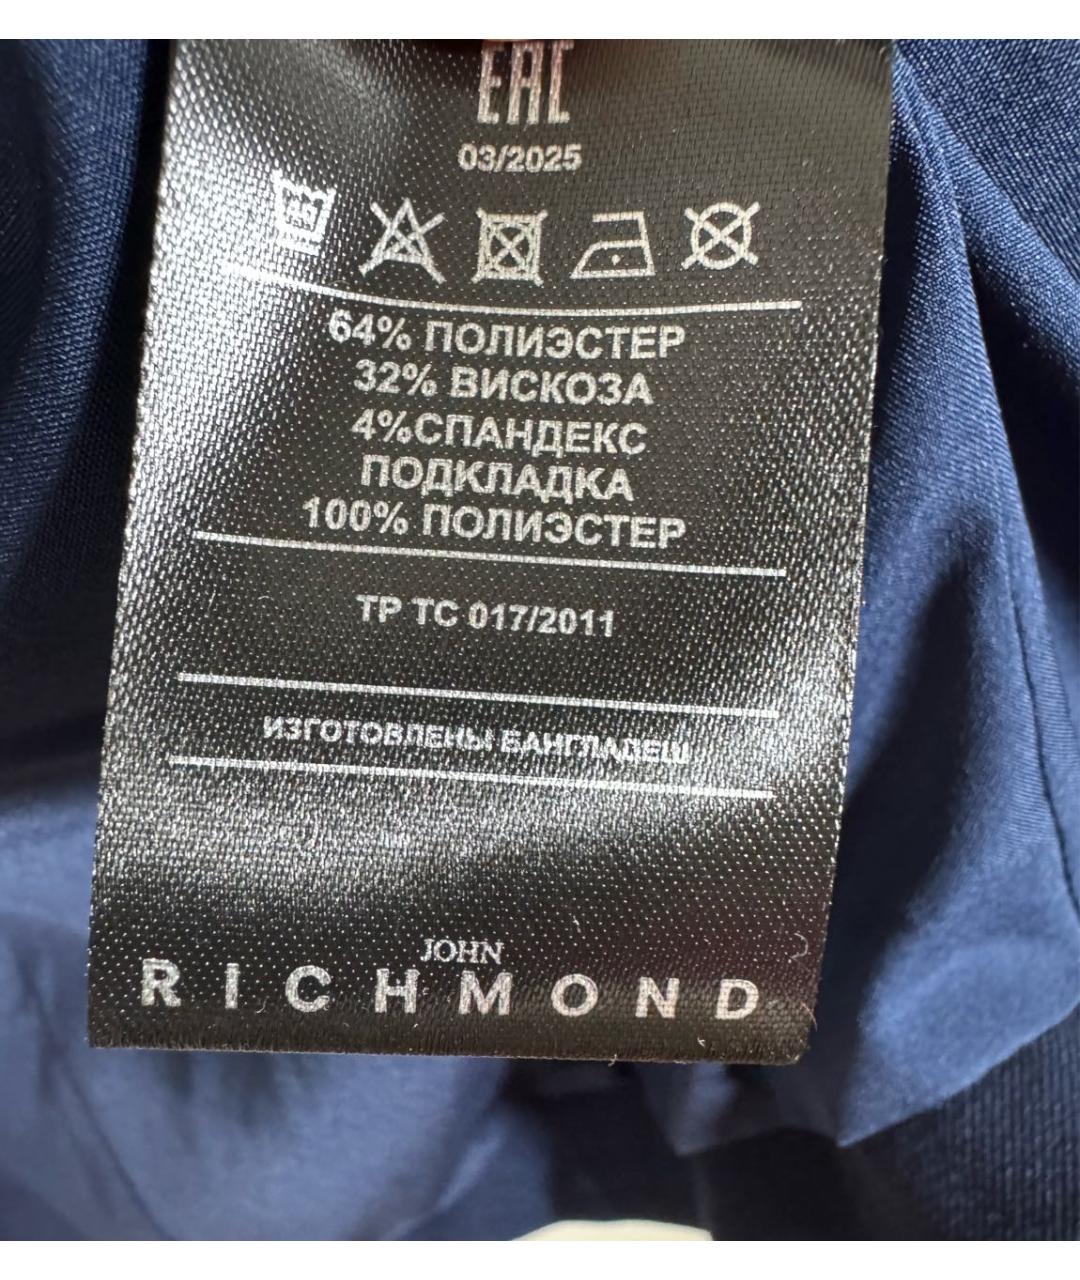 EAC
03/2025
64% ПОЛИЭСТЕР
32% ВИСКОЗА
4%СПАНДЕКС
ПОДКЛАДКА
100% ПОЛИЭСТЕР
ТР ТС 017/2011
ИЗГОТОВЛЕНЫ БАНГЛАДЕШ
JOHN
RICHMOND